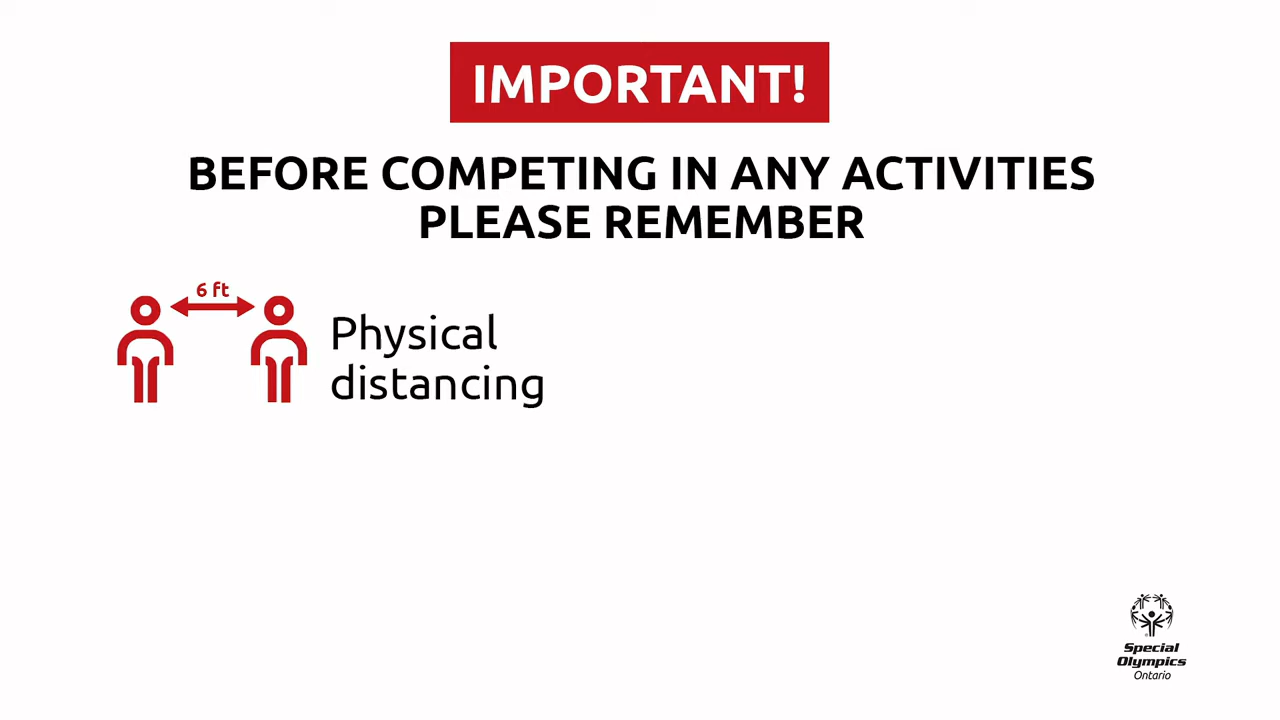 IMPORTANT!
BEFORE COMPETING IN ANY ACTIVITIES
PLEASE REMEMBER
6 ft
Physical
distancing
Special
Olympics
Ontario